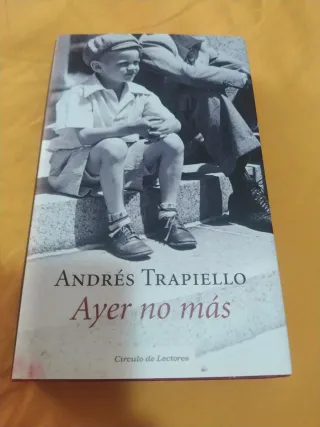 ANDRÉS TRAPIELLO
Ayer no más
Círculo de Lectores